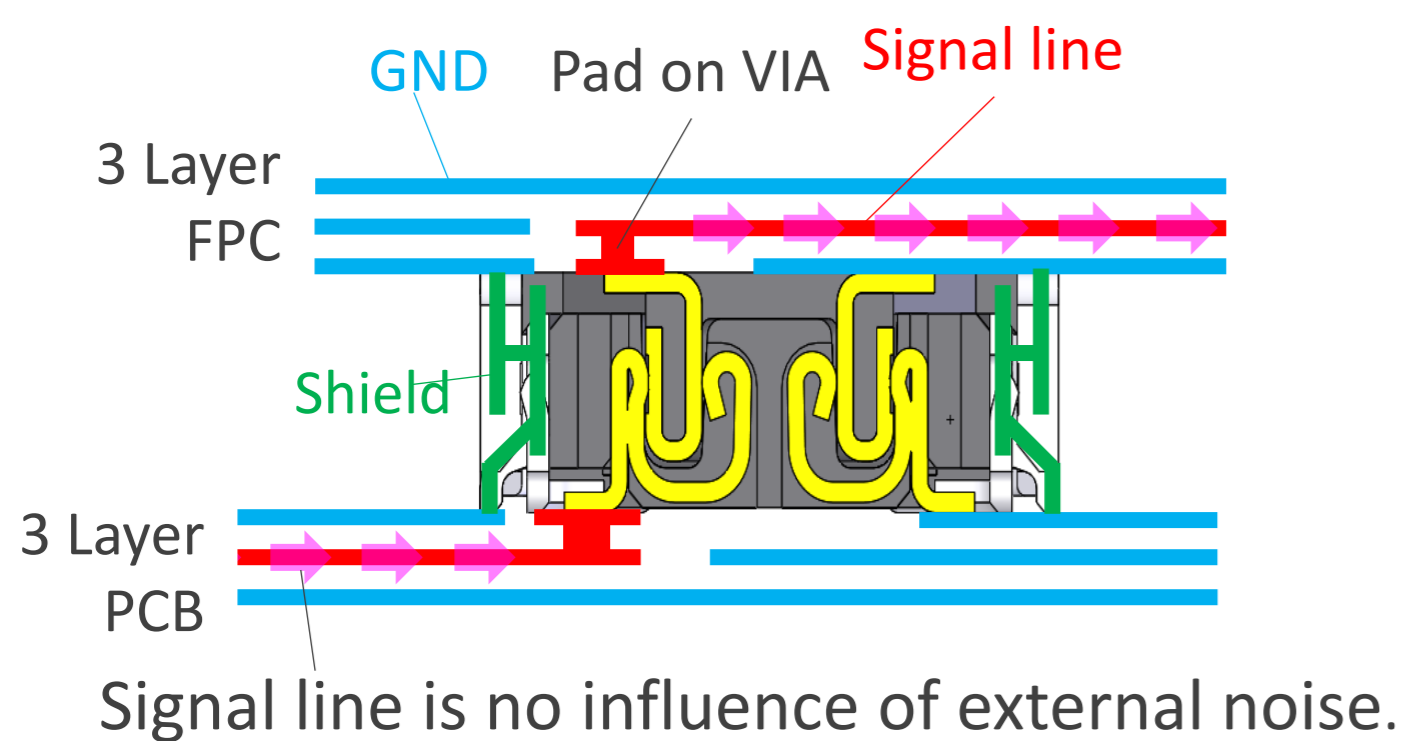 GND
Pad on VIA
Signal line
3 Layer
FPC
Shield
3 Layer
PCB
Signal line is no influence of external noise.